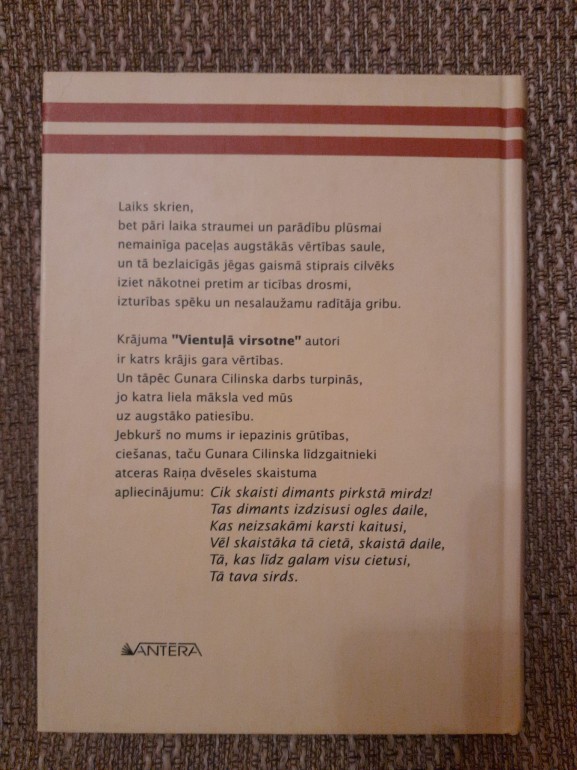 Laiks skrien,
bet pāri laika straumei un parādību plūsmai
nemainīga paceļas augstākās vērtības saule,
un tā bezlaicīgās jēgas gaismā stiprais cilvēks
iziet nākotnei pretim ar ticības drosmi,
izturības spēku un nesalaužamu radītāja gribu.
Krājuma "Vientuļā virsotne" autori
ir katrs krājis gara vērtības.
Un tāpēc Gunara Cilinska darbs turpinās,
jo katra liela māksla ved mūs
uz augstāko patiesību.
Jebkurš no mums ir iepazinis grūtības,
ciešanas, taču Gunara Cilinska līdzgaitnieki
atceras Raiņa dvēseles skaistuma
apliecinājumu: Cik skaisti dimants pirkstā mirdz!
Tas dimants izdzisusi ogles daile,
Kas neizsakāmi karsti kaitusi,
Vēl skaistāka tā cietā, skaistā daile,
Tā, kas līdz galam visu cietusi,
Tā tava sirds.
ANTĒRA